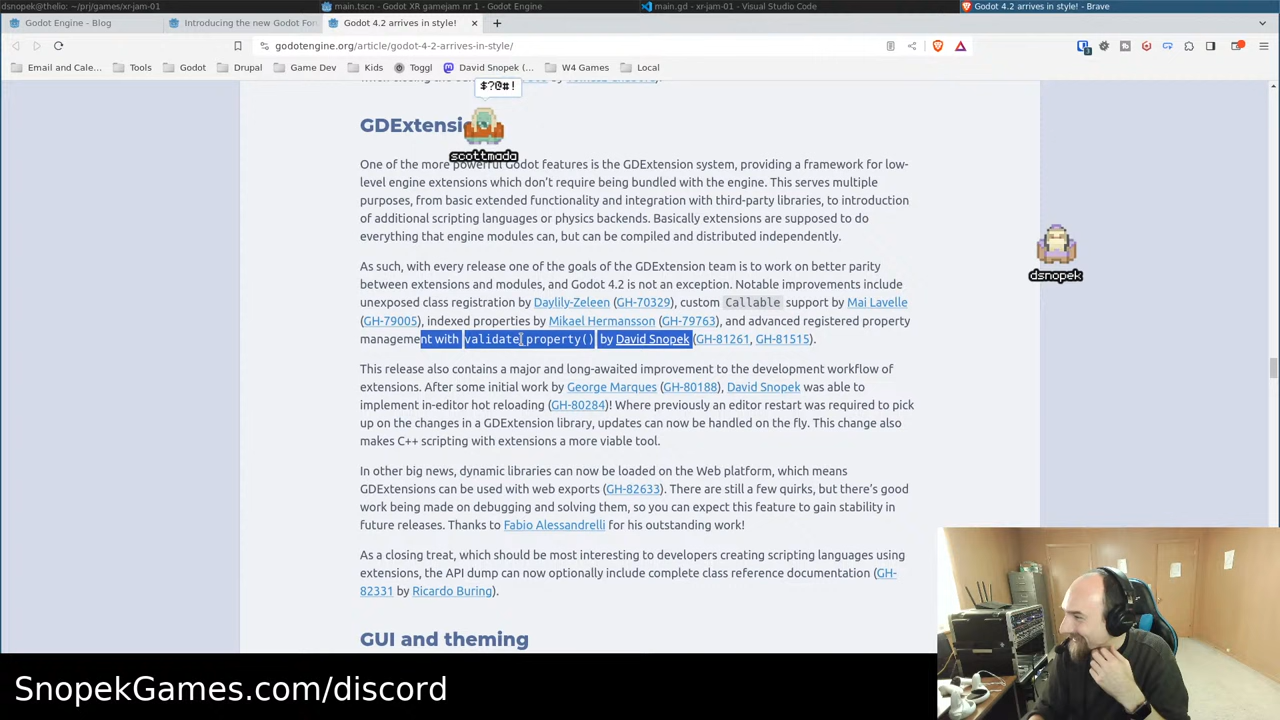 dsnopek@thelio: ~/prj/games/xr-jam-01
main.tscn - Godot XR gamejam nr 1 - Godot Engine
main.gd - xr-jam-01 - Visual Studio Code
Godot 4.2 arrives in style! - Brave
Godot Engine - Blog
Introducing the new Godot Fon
Godot 4.2 arrives in style!
godotengine.org/article/godot-4-2-arrives-in-style/
Email and Cale...
Tools
Godot
Drupal
Game Dev
Kids
Toggl
David Snopek (...
W4 Games
Local
$?@#!
GDExtensi
scottmada
One of the more powerful Godot features is the GDExtension system, providing a framework for low-
level engine extensions which don't require being bundled with the engine. This serves multiple
purposes, from basic extended functionality and integration with third-party libraries, to introduction
of additional scripting languages or physics backends. Basically extensions are supposed to do
everything that engine modules can, but can be compiled and distributed independently.
dsnopek
As such, with every release one of the goals of the GDExtension team is to work on better parity
between extensions and modules, and Godot 4.2 is not an exception. Notable improvements include
unexposed class registration by Daylily-Zeleen (GH-70329), custom Callable support by Mai Lavelle
(GH-79005), indexed properties by Mikael Hermansson (GH-79763), and advanced registered property
management with validate_property() by David Snopek (GH-81261, GH-81515).
This release also contains a major and long-awaited improvement to the development workflow of
extensions. After some initial work by George Marques (GH-80188), David Snopek was able to
implement in-editor hot reloading (GH-80284)! Where previously an editor restart was required to pick
up on the changes in a GDExtension library, updates can now be handled on the fly. This change also
makes C++ scripting with extensions a more viable tool.
In other big news, dynamic libraries can now be loaded on the Web platform, which means
GDExtensions can be used with web exports (GH-82633). There are still a few quirks, but there's good
work being made on debugging and solving them, so you can expect this feature to gain stability in
future releases. Thanks to Fabio Alessandrelli for his outstanding work!
As a closing treat, which should be most interesting to developers creating scripting languages using
extensions, the API dump can now optionally include complete class reference documentation (GH-
82331 by Ricardo Buring).
GUI and theming
SnopekGames.com/discord